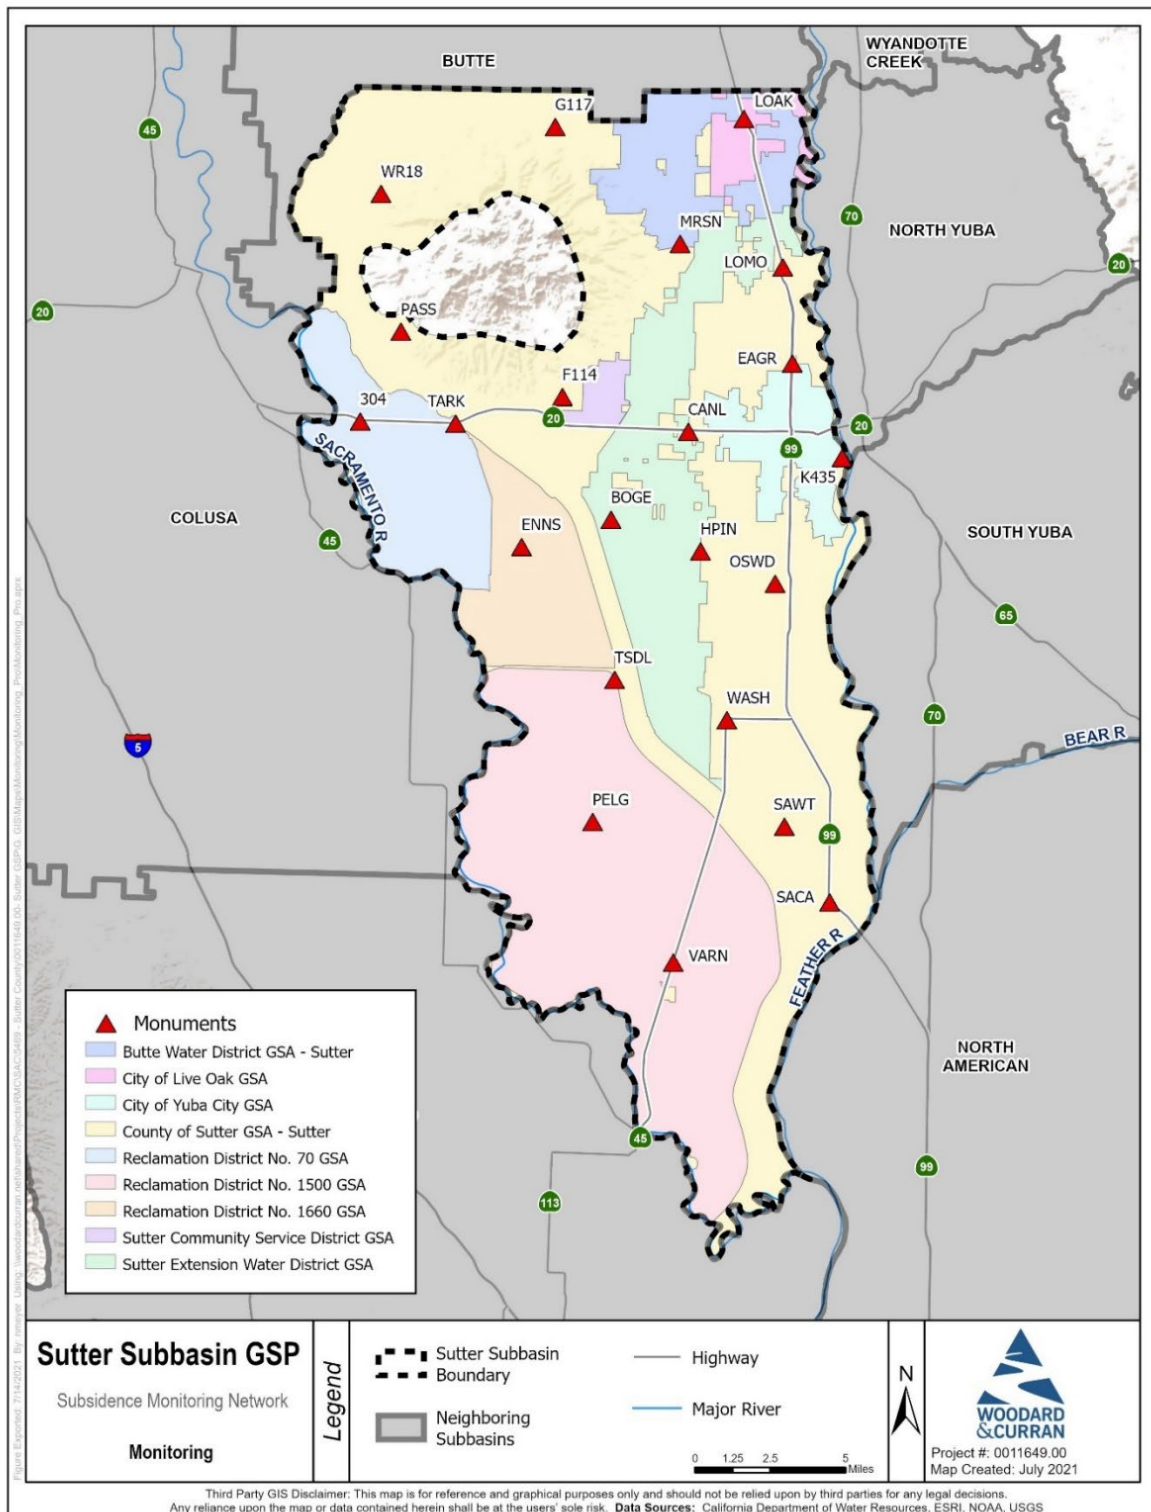 BUTTE
WYANDOTTE
CREEK
LOAK
G117
45
WR18
70
MRSN
NORTH YUBA
LOMO
20
20
PASS
EAGR
F114
304
TARK
20
CANL
20
99
SACRAMENTO R
K435
BOGE
COLUSA
ENNS
HPIN
SOUTH YUBA
45
OSWD
65
TSDL
WASH
70
5
BEAR R
PELG
SAWT
99
SACA
VARN
FEATHER R
NORTH
AMERICAN
45
99
113
Monuments
Butte Water District GSA - Sutter
City of Live Oak GSA
City of Yuba City GSA
County of Sutter GSA - Sutter
Reclamation District No. 70 GSA
Reclamation District No. 1500 GSA
Reclamation District No. 1660 GSA
Sutter Community Service District GSA
Sutter Extension Water District GSA
Sutter Subbasin GSP
Subsidence Monitoring Network
Monitoring
Legend
Sutter Subbasin
Boundary
Neighboring
Subbasins
Highway
Major River
N
0 1.25 2.5 5
Miles
WOODARD
&CURRAN
Project #: 0011649.00
Map Created: July 2021
Third Party GIS Disclaimer: This map is for reference and graphical purposes only and should not be relied upon by third parties for any legal decisions.
Any reliance upon the map or data contained herein shall be at the users' sole risk. Data Sources: California Department of Water Resources, ESRI, NOAA, USGS
Figure Exported: 7/14/2021 By: nmeyer Using: